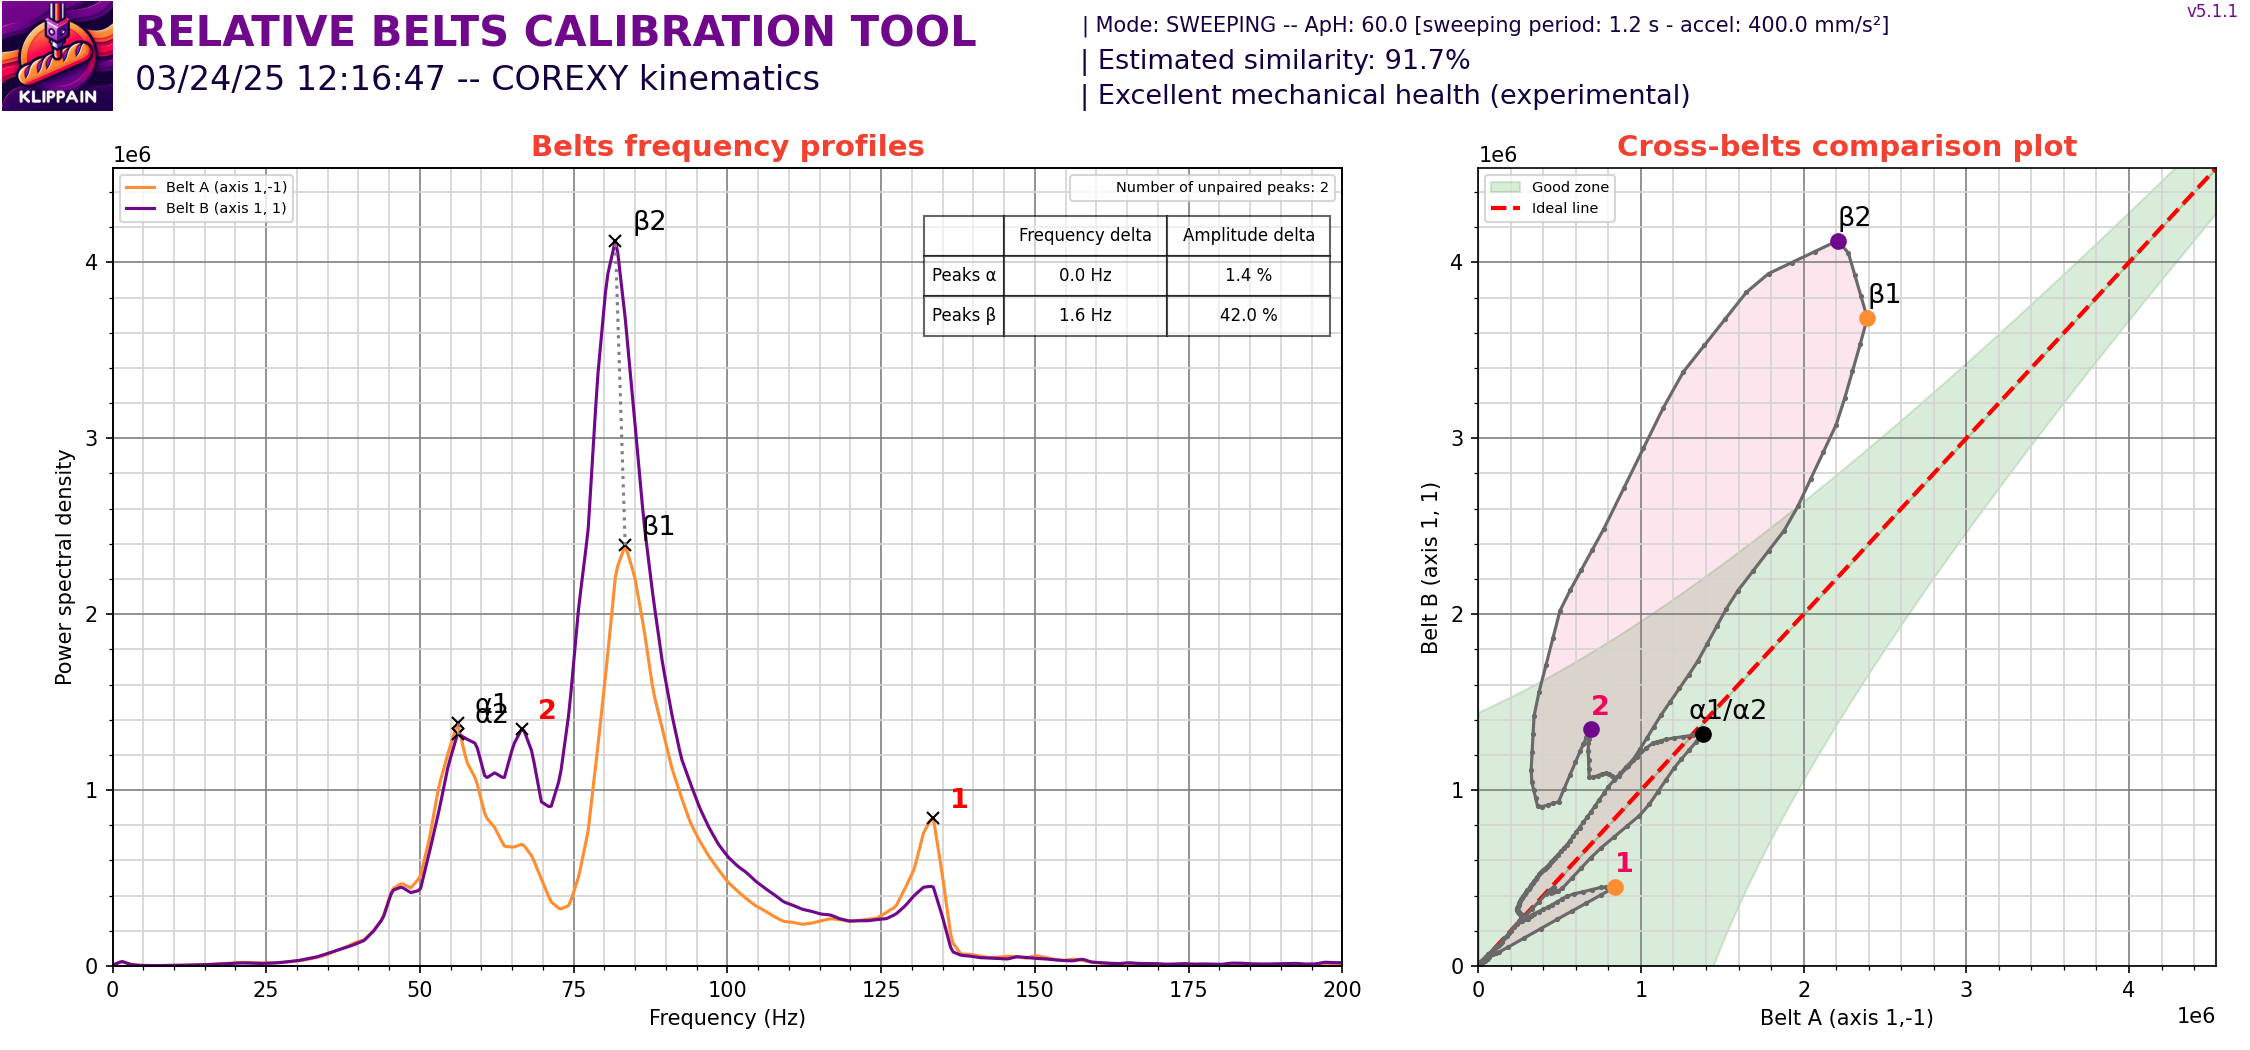 KLIPPAIN
RELATIVE BELTS CALIBRATION TOOL
03/24/25 12:16:47 -- COREXY kinematics
| Mode: SWEEPING -- ApH: 60.0 [sweeping period: 1.2 s - accel: 400.0 mm/s²]
| Estimated similarity: 91.7%
| Excellent mechanical health (experimental)
v5.1.1
Belts frequency profiles
1e6
Belt A (axis 1,-1)
Belt B (axis 1, 1)
Number of unpaired peaks: 2
Frequency delta Amplitude delta
Peaks α 0.0 Hz 1.4 %
Peaks β 1.6 Hz 42.0 %
β2
β1
α1
α2
2
1
4
3
2
1
0
Power spectral density
0 25 50 75 100 125 150 175 200
Frequency (Hz)
Cross-belts comparison plot
1e6
Good zone
Ideal line
β2
β1
2
α1/α2
1
4
3
2
1
0
Belt B (axis 1, 1)
0 1 2 3 4
Belt A (axis 1,-1)
1e6